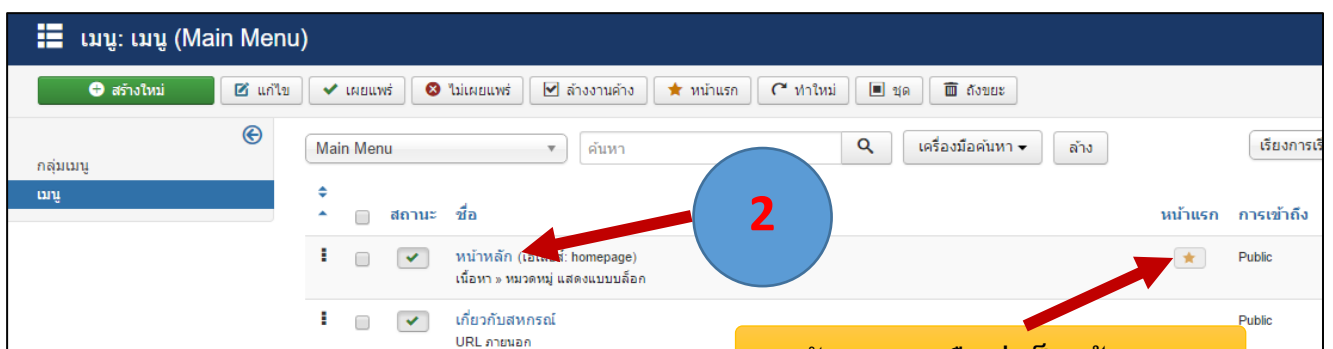 เมนู: เมนู (Main Menu)
สร้างใหม่ แก้ไข เผยแพร่ ไม่เผยแพร่ ล้างงานค้าง หน้าแรก ทำใหม่ ชุด ถังขยะ
กลุ่มเมนู
เมนู
Main Menu ค้นหา เครื่องมือค้นหา ล้าง
สถานะ ชื่อ หน้าแรก การเข้าถึง
2
หน้าหลัก homepage) Public
เนื้อหา » หมวดหมู่ แสดงแบบบล็อก
เกี่ยวกับสหกรณ์ Public
URL ภายนอก